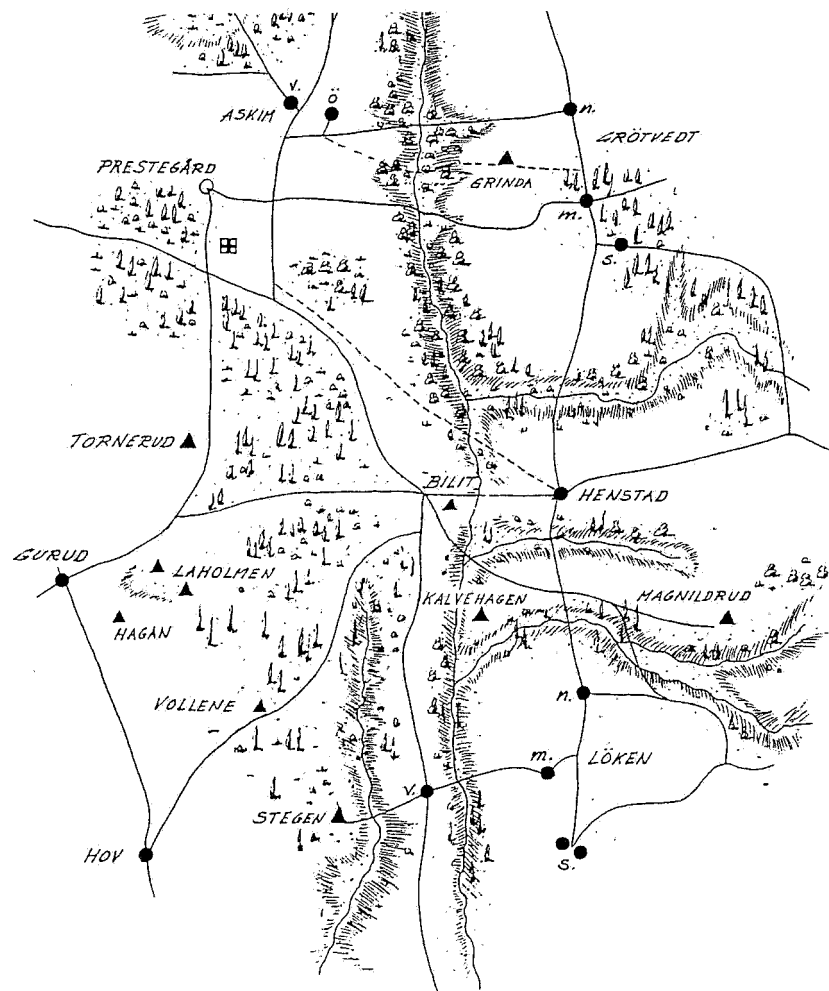 v.
ö
ASKIM
n.
GRÖTVEDT
PRESTEGÅRD
GRINDA
m.
s.
TORNERUD
BILIT
HENSTAD
GURUD
LAHOLMEN
KALVEHAGEN
MAGNILDRUD
HAGAN
VOLLENE
n.
m.
LÖKEN
v.
STEGEN
HOV
s.